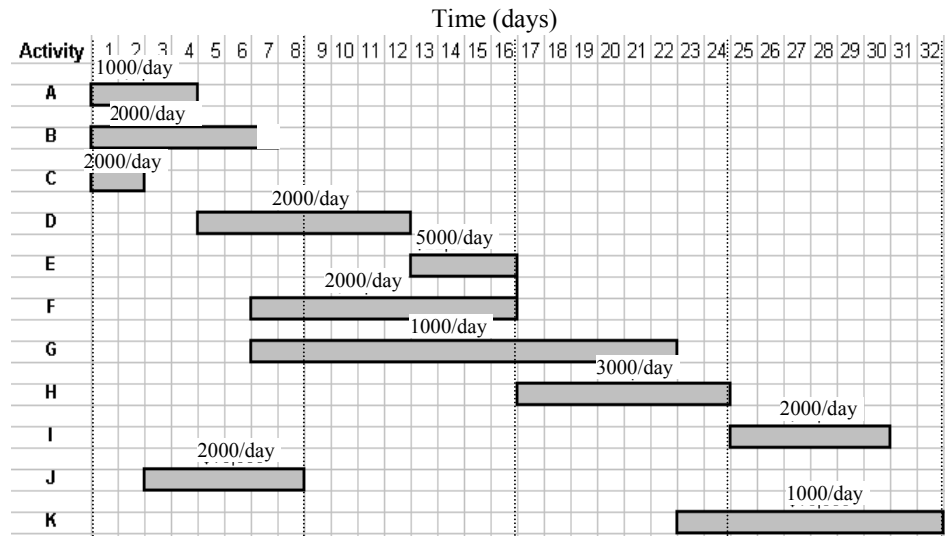 Time (days)
Activity 1 2 3 4 5 6 7 8 9 10 11 12 13 14 15 16 17 18 19 20 21 22 23 24 25 26 27 28 29 30 31 32
1000/day
A
2000/day
B
2000/day
C
2000/day
D
5000/day
E
2000/day
F
1000/day
G
3000/day
H
2000/day
I
2000/day
J
1000/day
K